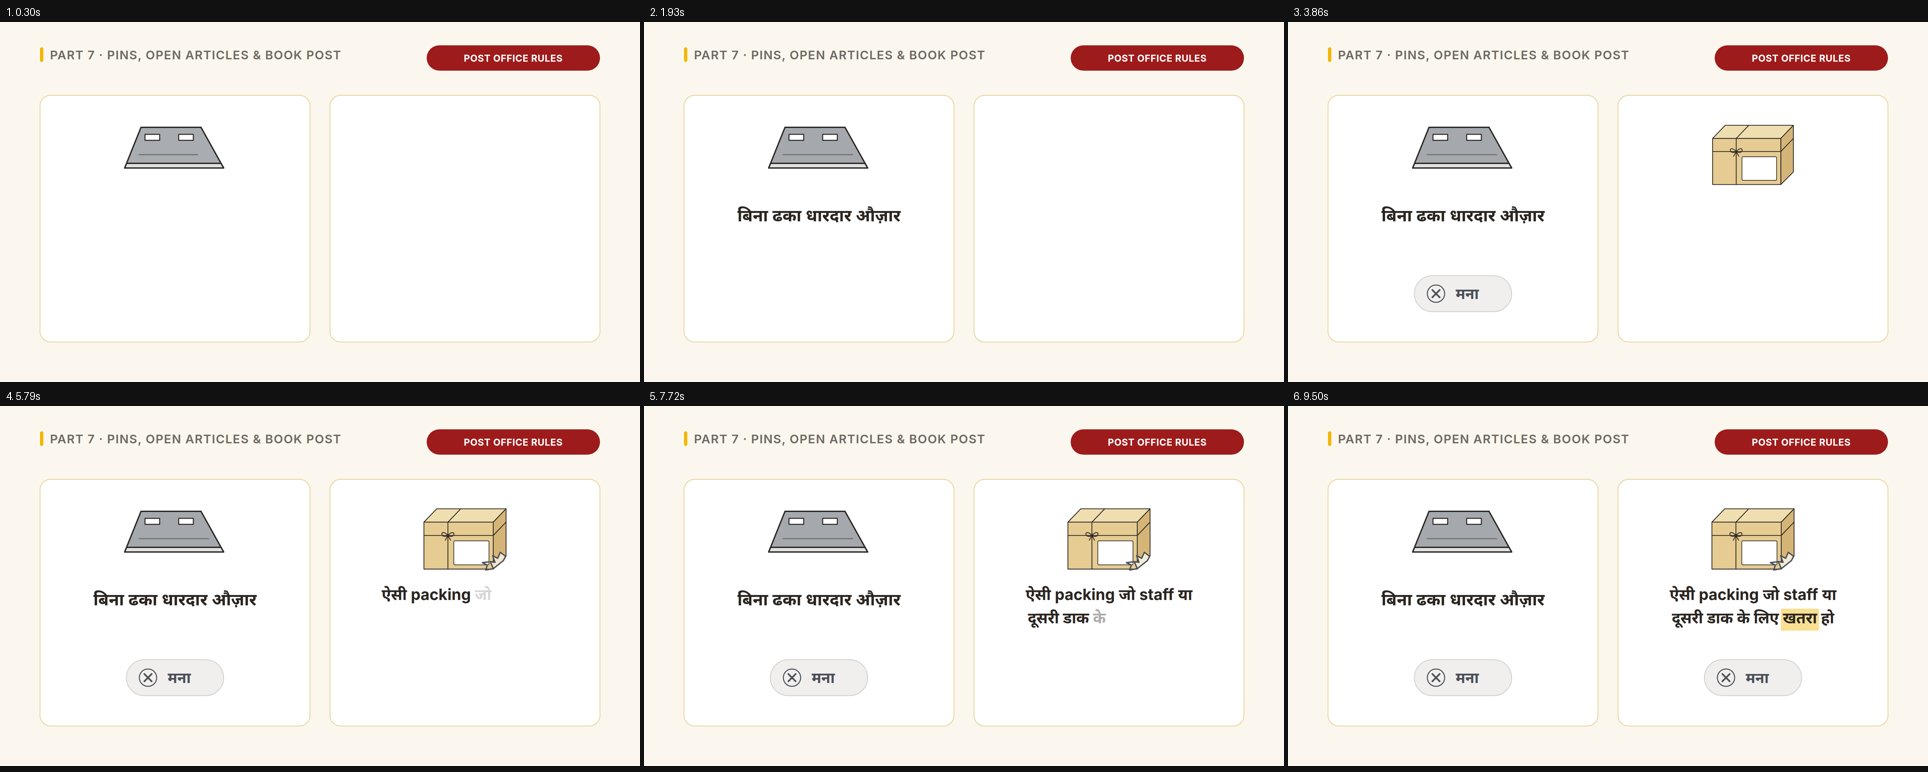 1. 0.30s
PART 7 · PINS, OPEN ARTICLES & BOOK POST
POST OFFICE RULES
2. 1.93s
PART 7 · PINS, OPEN ARTICLES & BOOK POST
POST OFFICE RULES
बिना ढका धारदार औज़ार
3. 3.86s
PART 7 · PINS, OPEN ARTICLES & BOOK POST
POST OFFICE RULES
बिना ढका धारदार औज़ार
मना
4. 5.79s
PART 7 · PINS, OPEN ARTICLES & BOOK POST
POST OFFICE RULES
बिना ढका धारदार औज़ार
मना
ऐसी packing जो
5. 7.72s
PART 7 · PINS, OPEN ARTICLES & BOOK POST
POST OFFICE RULES
बिना ढका धारदार औज़ार
मना
ऐसी packing जो staff या
दूसरी डाक के
6. 9.50s
PART 7 · PINS, OPEN ARTICLES & BOOK POST
POST OFFICE RULES
बिना ढका धारदार औज़ार
मना
ऐसी packing जो staff या
दूसरी डाक के लिए खतरा हो
मना